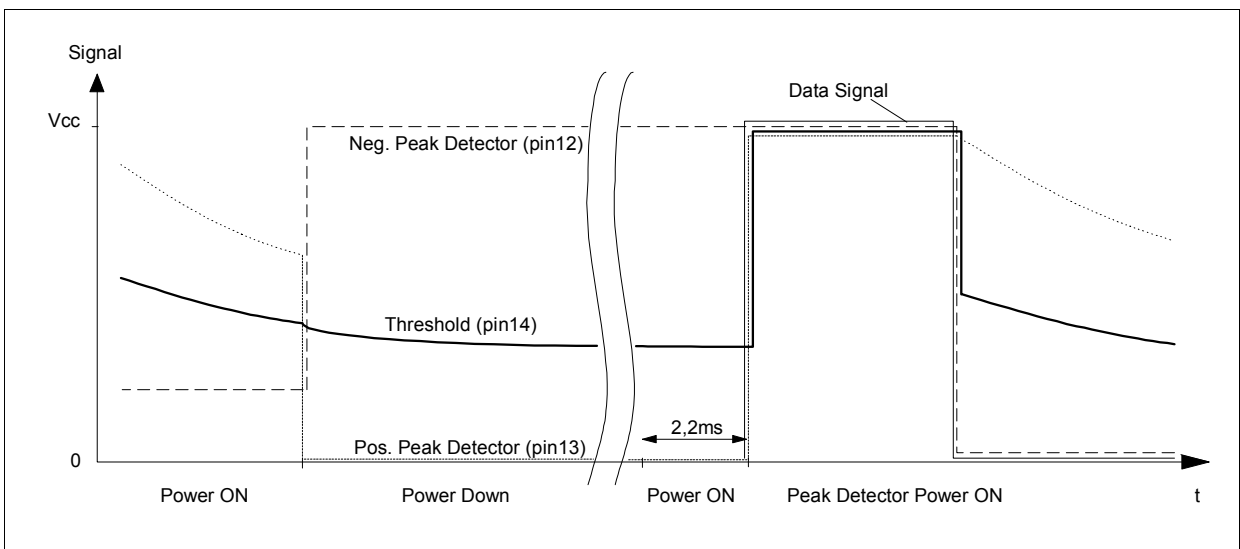 Signal
Data Signal
Vcc
Neg. Peak Detector (pin12)
Threshold (pin14)
2,2ms
Pos. Peak Detector (pin13)
0
Power ON
Power Down
Power ON
Peak Detector Power ON
t